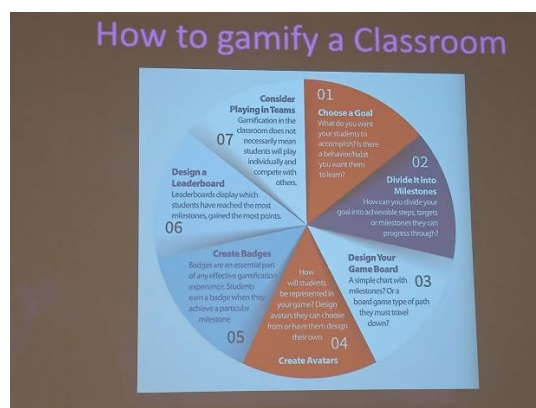 How to gamify a Classroom
01
Choose a Goal
What do you want
your students to
accomplish? Is there
a behavior/habit
you want them
to learn?
02
Divide It into
Milestones
How can you divide your
goal into achievable steps, targets
or milestones they can
progress through?
Design Your
Game Board
03
A simple chart with
milestones? Or a
board game type of path
they must travel
down?
How
will students
be represented in
your game? Design
avatars they can choose
from or have them design
their own.
04
Create Avatars
Create Badges
Badges are an essential part
of any effective gamification
experience. Students
earn a badge when they
achieve a particular
milestone.
05
Design a
Leaderboard
Leaderboards display which
students have reached the most
milestones, gained the most points.
06
Consider
Playing in Teams
Gamification in the
07
classroom does not
necessarily mean
students will play
individually and
compete with
others.